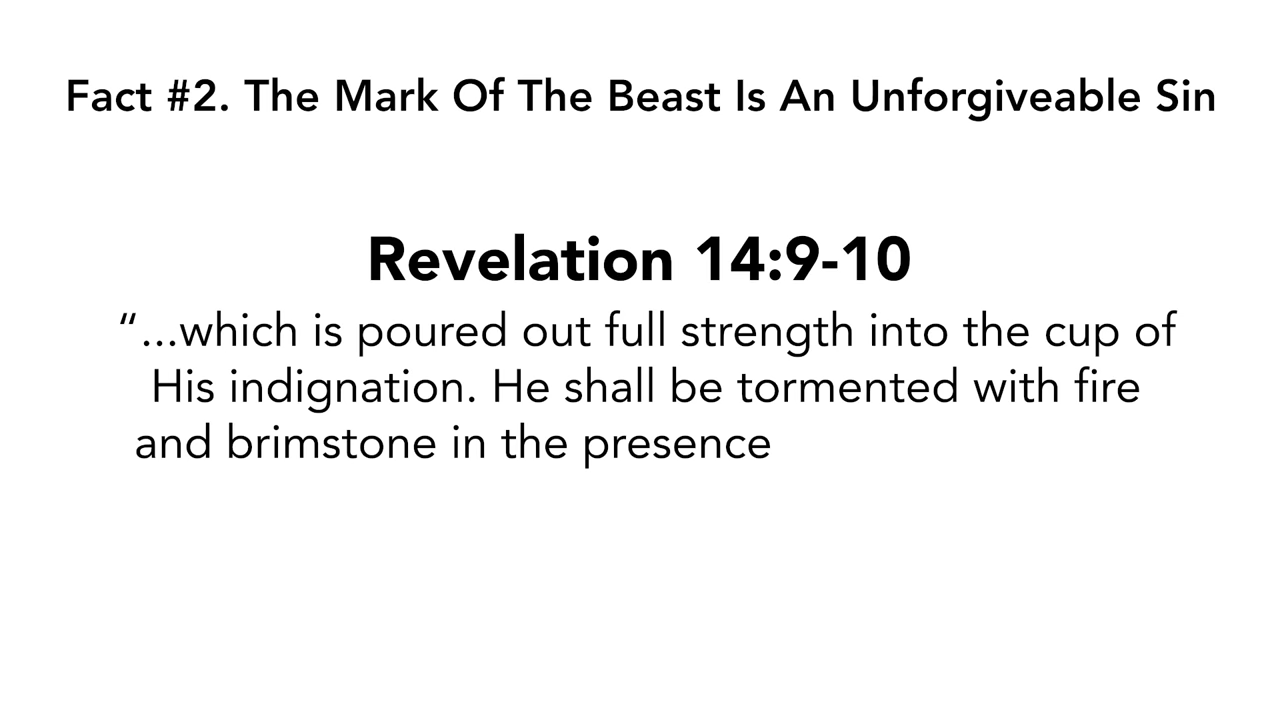 Fact #2. The Mark Of The Beast Is An Unforgiveable Sin
Revelation 14:9-10
“...which is poured out full strength into the cup of
His indignation. He shall be tormented with fire
and brimstone in the presence